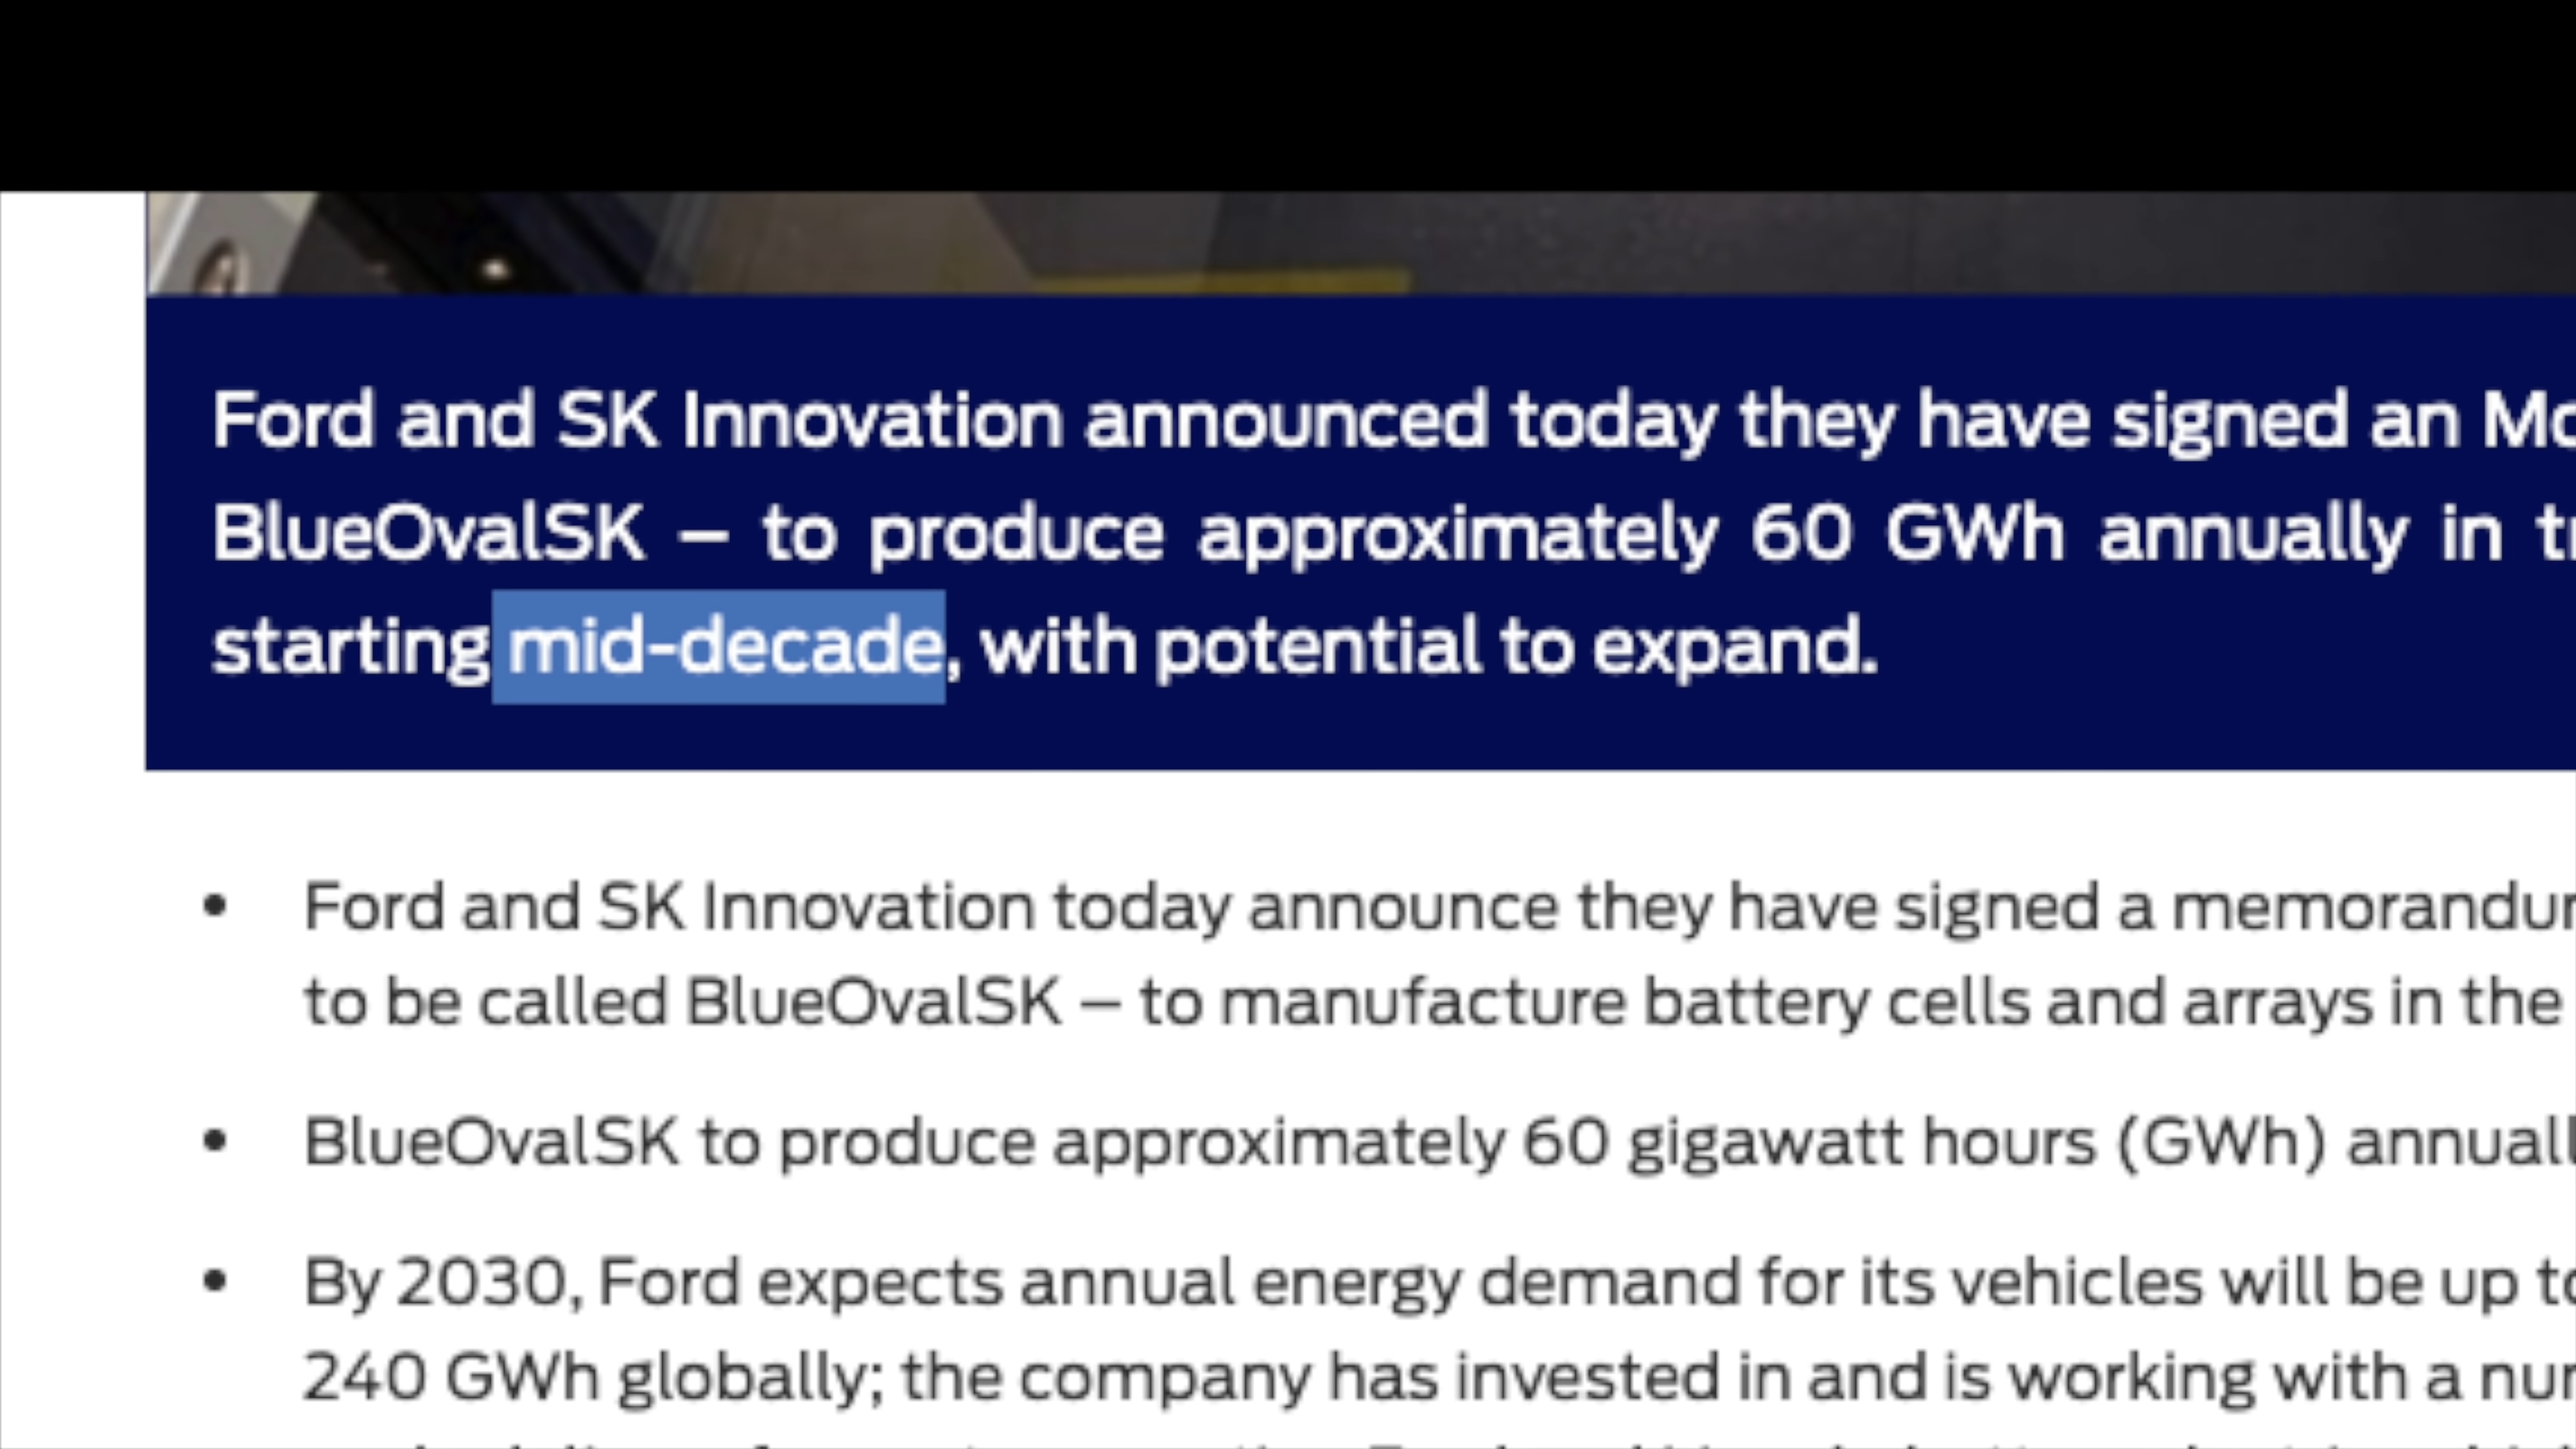 Ford and SK Innovation announced today they have signed an
BlueOvalSK – to produce approximately 60 GWh annually in
starting mid-decade, with potential to expand.
• Ford and SK Innovation today announce they have signed a
to be called BlueOvalSK – to manufacture battery cells and arrays in the
• BlueOvalSK to produce approximately 60 gigawatt hours (GWh)
• By 2030, Ford expects annual energy demand for its vehicles will be up
240 GWh globally; the company has invested in and is working with a